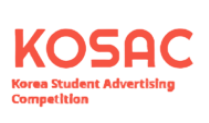 KOSAC
Korea Student Advertising
Competition